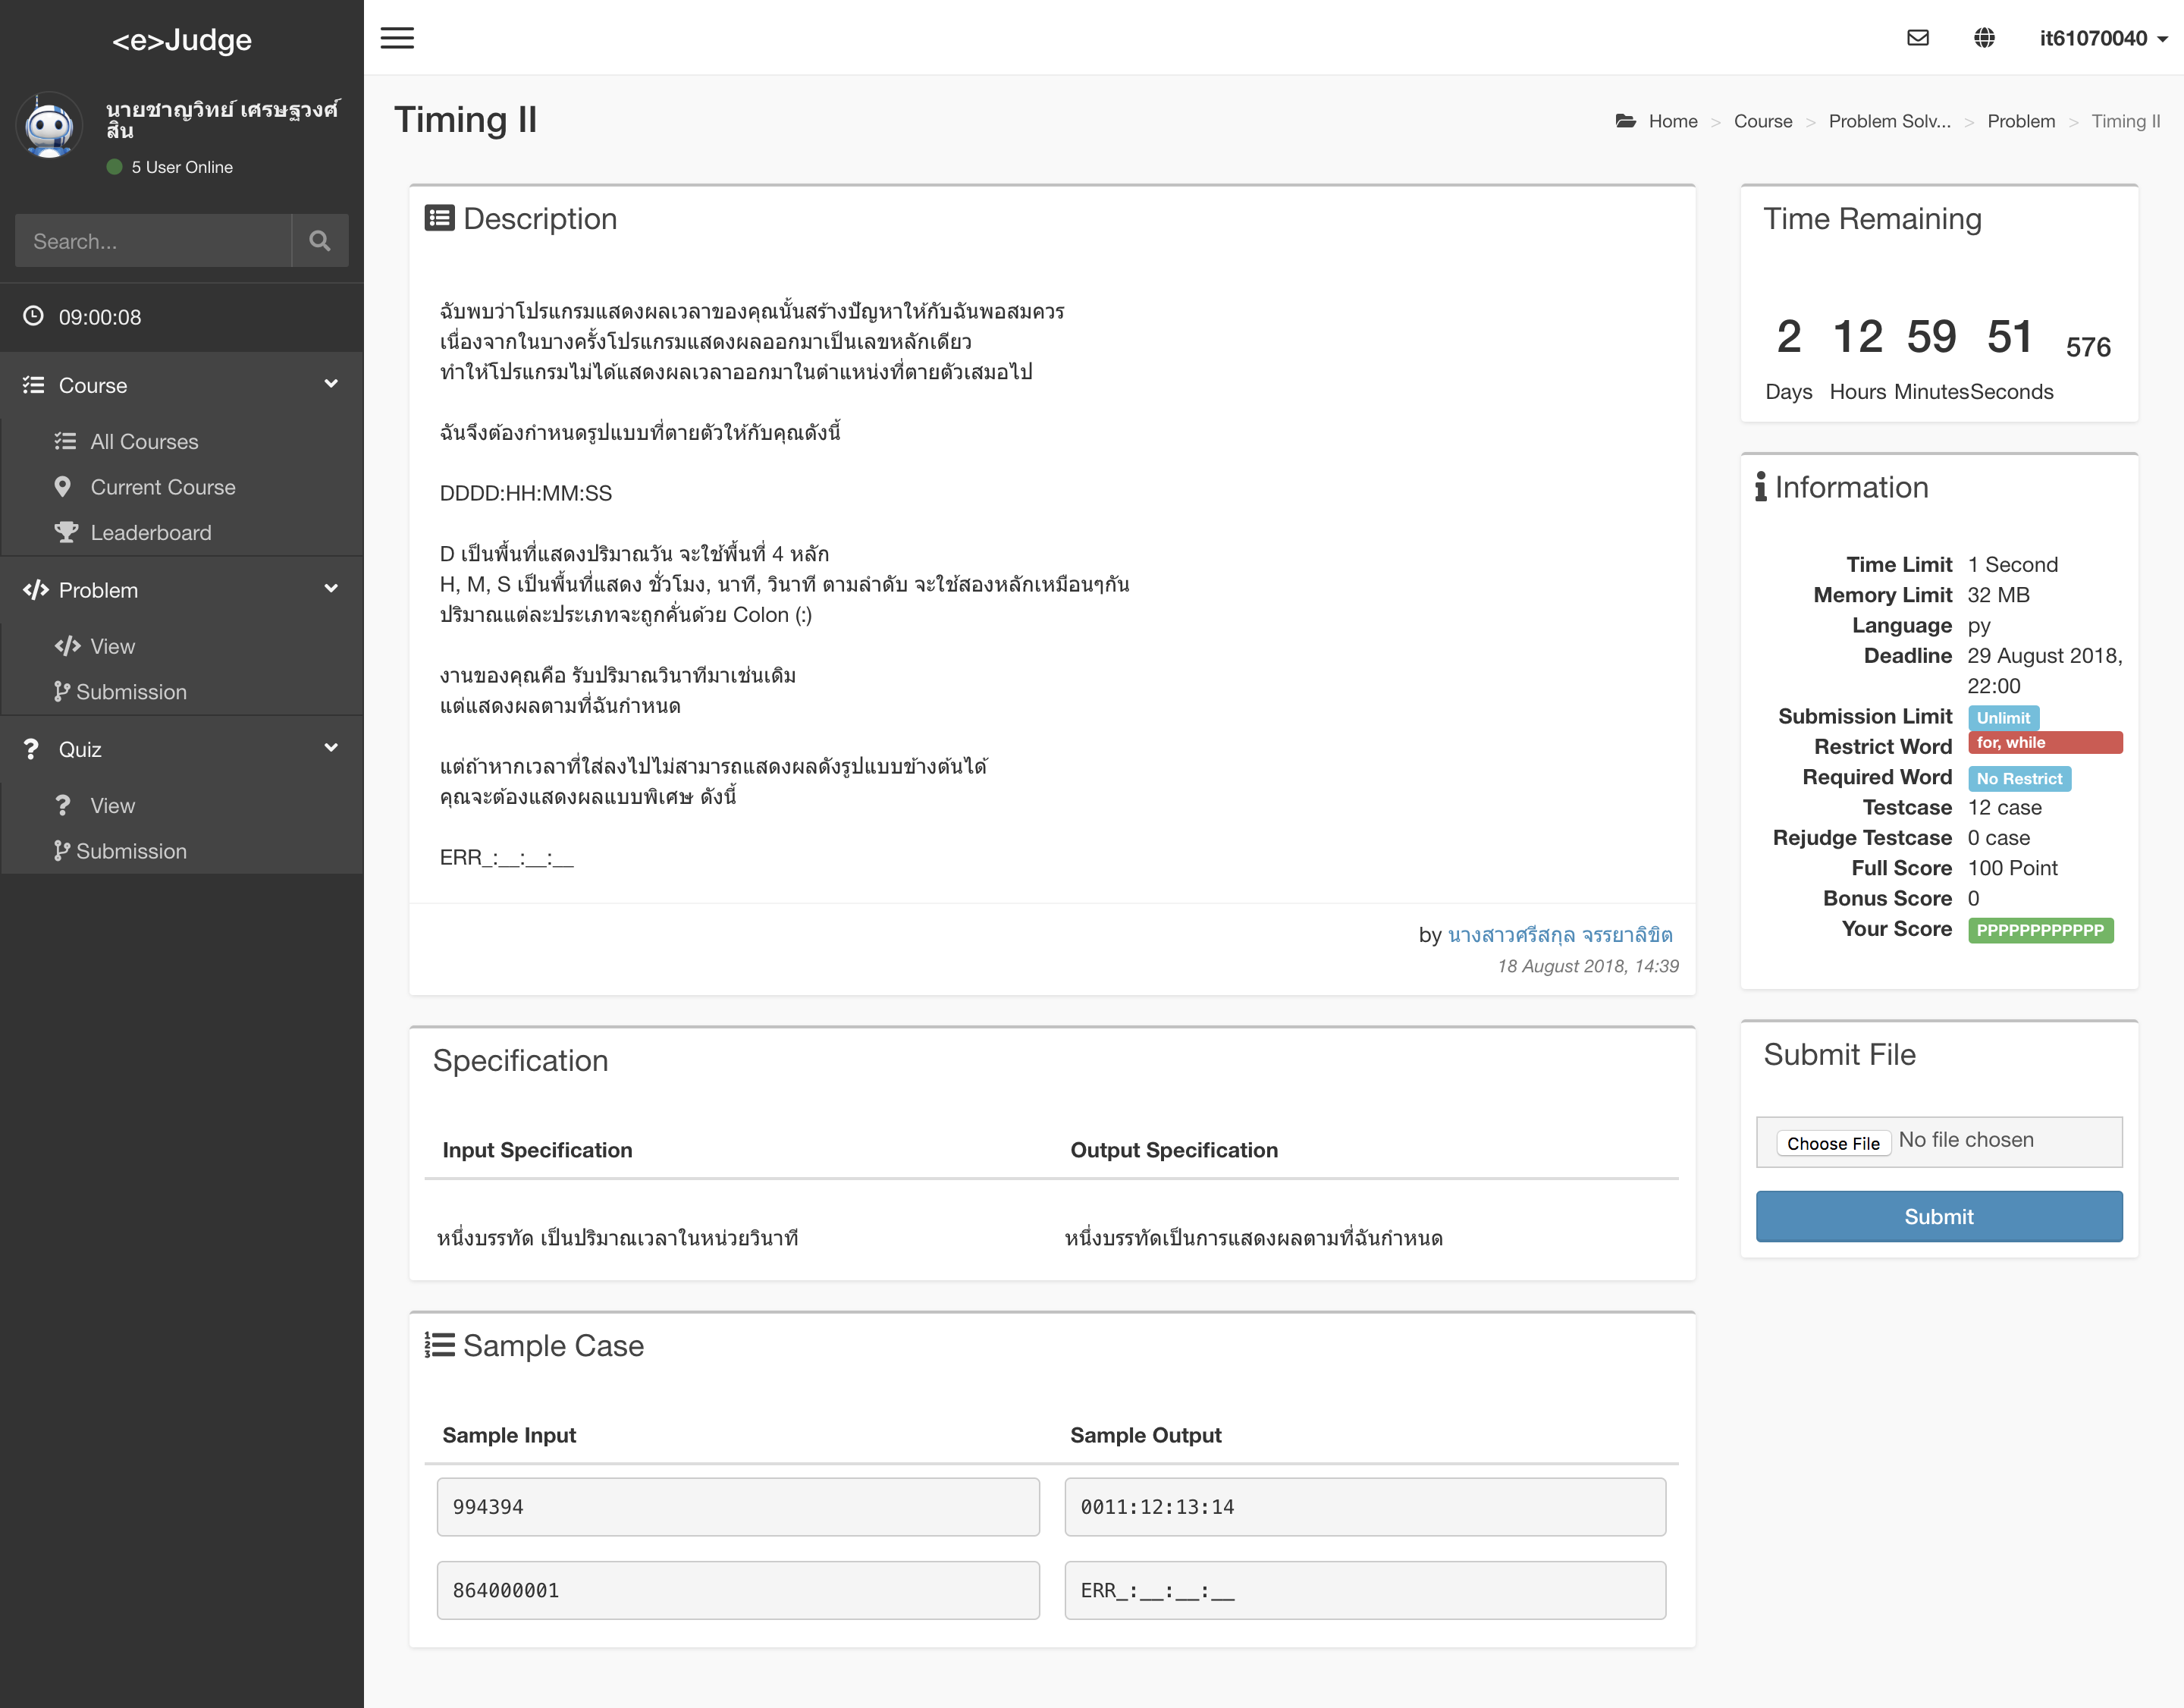 <e>Judge
นายชาญวิทย์ เศรษฐวงศ์
สิน
5 User Online
Search...
09:00:08
Course
All Courses
Current Course
Leaderboard
Problem
View
Submission
Quiz
View
Submission
it61070040
Timing II
Home > Course > Problem Solv... > Problem > Timing II
Description
ฉับพบว่าโปรแกรมแสดงผลเวลาของคุณนั้นสร้างปัญหาให้กับฉันพอสมควร
เนื่องจากในบางครั้งโปรแกรมแสดงผลออกมาเป็นเลขหลักเดียว
ทำให้โปรแกรมไม่ได้แสดงผลเวลาออกมาในตำแหน่งที่ตายตัวเสมอไป
ฉันจึงต้องกำหนดรูปแบบที่ตายตัวให้กับคุณดังนี้
DDDD:HH:MM:SS
D เป็นพื้นที่แสดงปริมาณวัน จะใช้พื้นที่ 4 หลัก
H, M, S เป็นพื้นที่แสดง ชั่วโมง, นาที, วินาที ตามลำดับ จะใช้สองหลักเหมือนๆกัน
ปริมาณแต่ละประเภทจะถูกคั่นด้วย Colon (:)
งานของคุณคือ รับปริมาณวินาทีมาเช่นเดิม
แต่แสดงผลตามที่ฉันกำหนด
แต่ถ้าหากเวลาที่ใส่ลงไปไม่สามารถแสดงผลดังรูปแบบข้างต้นได้
คุณจะต้องแสดงผลแบบพิเศษ ดังนี้
ERR_:__:__:__
by นางสาวศรีสกุล จรรยาลิขิต
18 August 2018, 14:39
Specification
Input Specification Output Specification
หนึ่งบรรทัด เป็นปริมาณเวลาในหน่วยวินาที หนึ่งบรรทัดเป็นการแสดงผลตามที่ฉันกำหนด
Sample Case
Sample Input Sample Output
994394 0011:12:13:14
864000001 ERR_:__:__:__
Time Remaining
2 12 59 51 576
Days Hours Minutes Seconds
Information
Time Limit 1 Second
Memory Limit 32 MB
Language py
Deadline 29 August 2018,
22:00
Submission Limit Unlimit
Restrict Word for, while
Required Word No Restrict
Testcase 12 case
Rejudge Testcase 0 case
Full Score 100 Point
Bonus Score 0
Your Score PPPPPPPPPPPP
Submit File
Choose File No file chosen
Submit